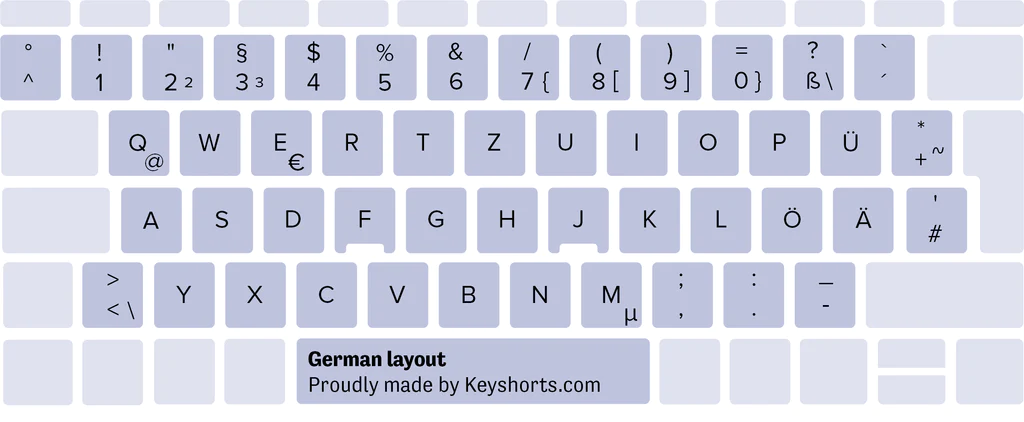 ° ! " § $ % & / ( ) = ? `
^ 1 2 ² 3 ³ 4 5 6 7 { 8 [ 9 ] 0 } ß \ ´
Q @ W E € R T Z U I O P Ü * + ~
A S D F G H J K L Ö Ä ' #
> < \ Y X C V B N M µ ; , : . _ -
German layout
Proudly made by Keyshorts.com